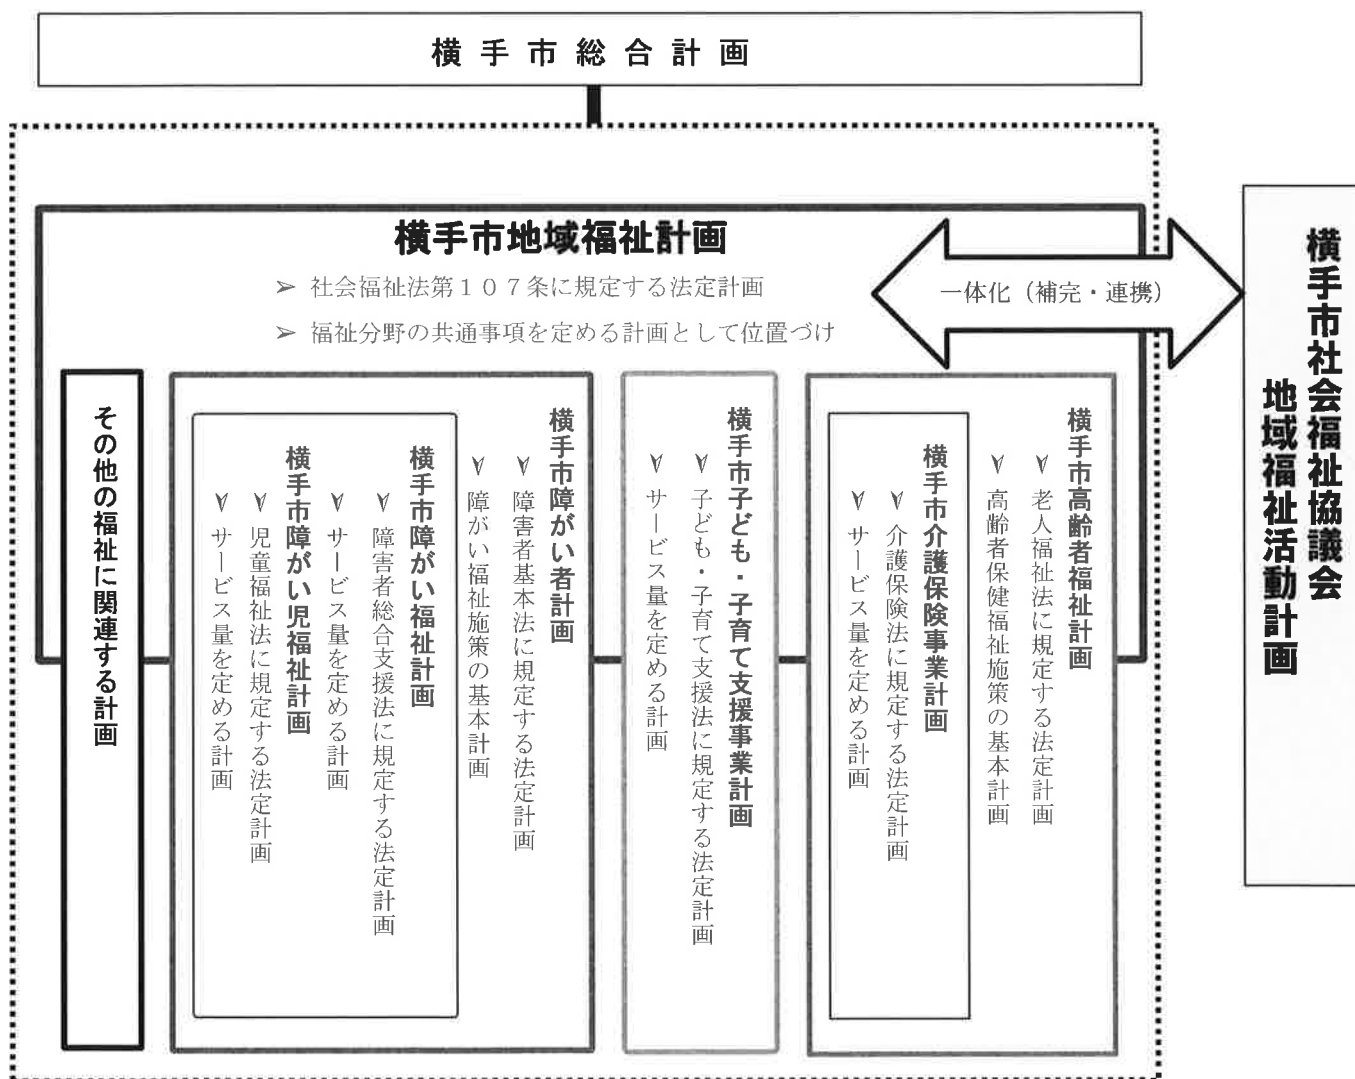 横手市総合計画
横手市地域福祉計画
➢ 社会福祉法第１０７条に規定する法定計画
➢ 福祉分野の共通事項を定める計画として位置づけ
一体化（補完・連携）
横手市社会福祉協議会
地域福祉活動計画
横手市高齢者福祉計画
➢ 老人福祉法に規定する法定計画
➢ 高齢者保健福祉施策の基本計画
横手市介護保険事業計画
➢ 介護保険法に規定する法定計画
➢ サービス量を定める計画
横手市子ども・子育て支援事業計画
➢ 子ども・子育て支援法に規定する法定計画
➢ サービス量を定める計画
横手市障がい者計画
➢ 障害者基本法に規定する法定計画
➢ 障がい福祉施策の基本計画
横手市障がい福祉計画
➢ 障害者総合支援法に規定する法定計画
➢ サービス量を定める計画
横手市障がい児福祉計画
➢ 児童福祉法に規定する法定計画
➢ サービス量を定める計画
その他の福祉に関連する計画